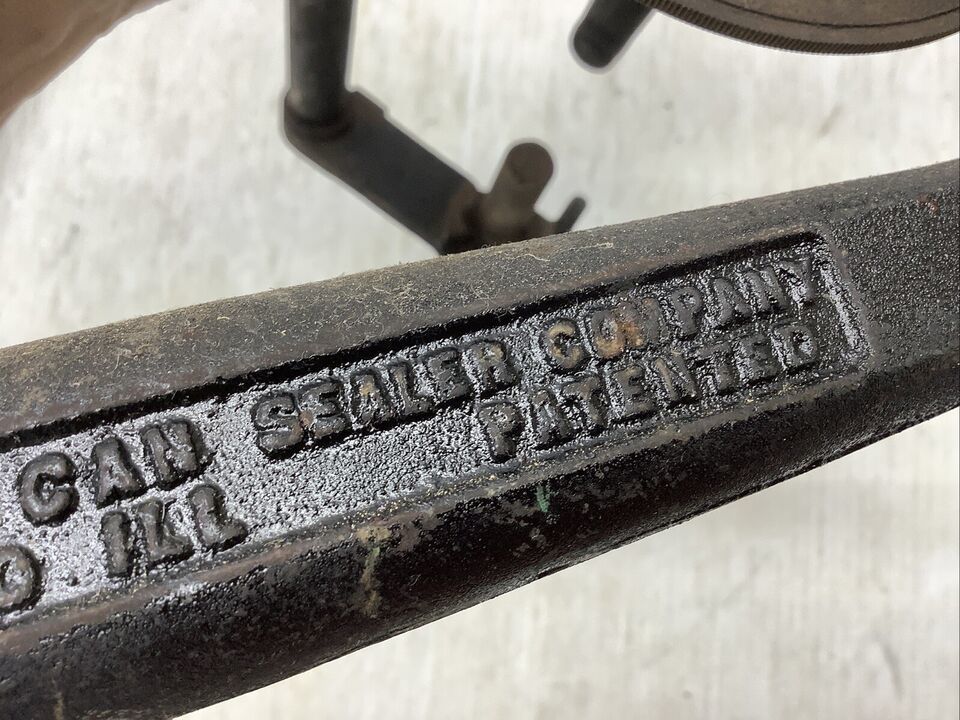 CAN SEALER COMPANY
O. ILL PATENTED